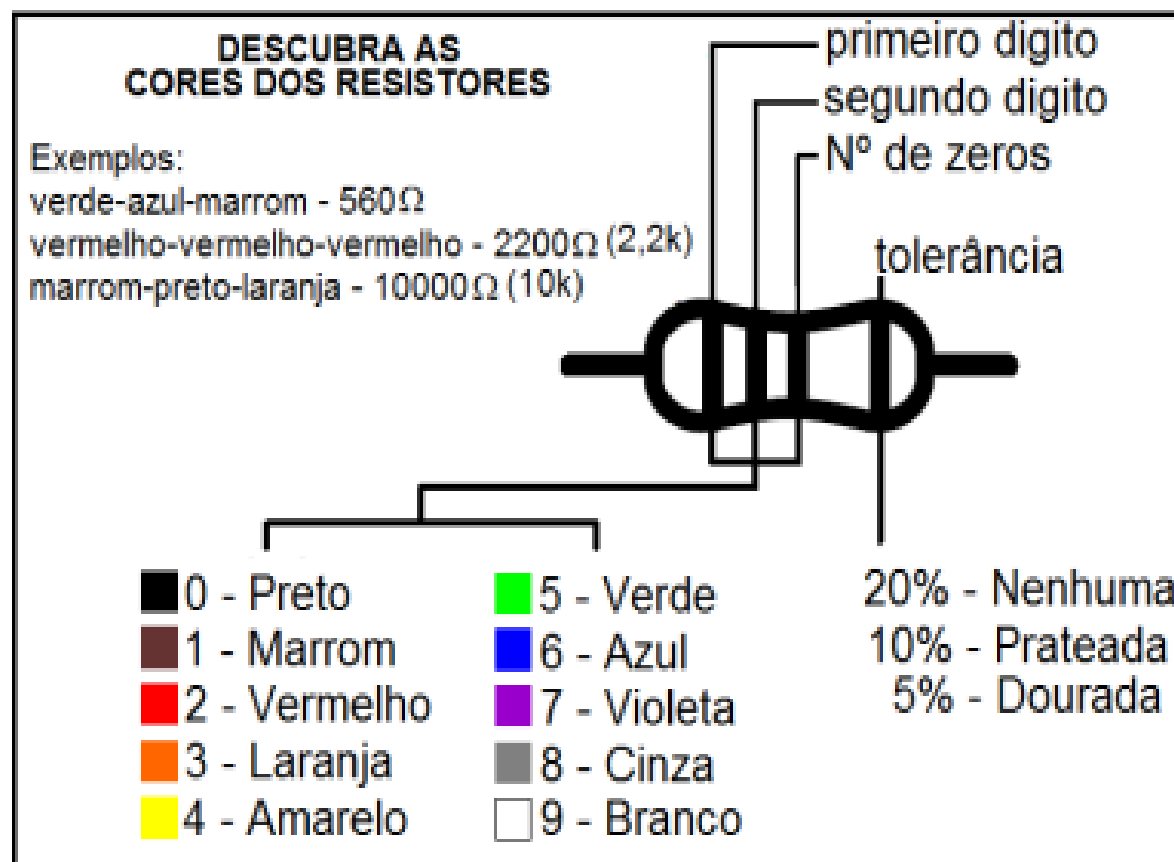 DESCUBRA AS
CORES DOS RESISTORES
Exemplos:
verde-azul-marrom - 560Ω
vermelho-vermelho-vermelho - 2200Ω (2,2k)
marrom-preto-laranja - 10000Ω (10k)
primeiro digito
segundo digito
Nº de zeros
tolerância
0 - Preto
1 - Marrom
2 - Vermelho
3 - Laranja
4 - Amarelo
5 - Verde
6 - Azul
7 - Violeta
8 - Cinza
9 - Branco
20% - Nenhuma
10% - Prateada
5% - Dourada